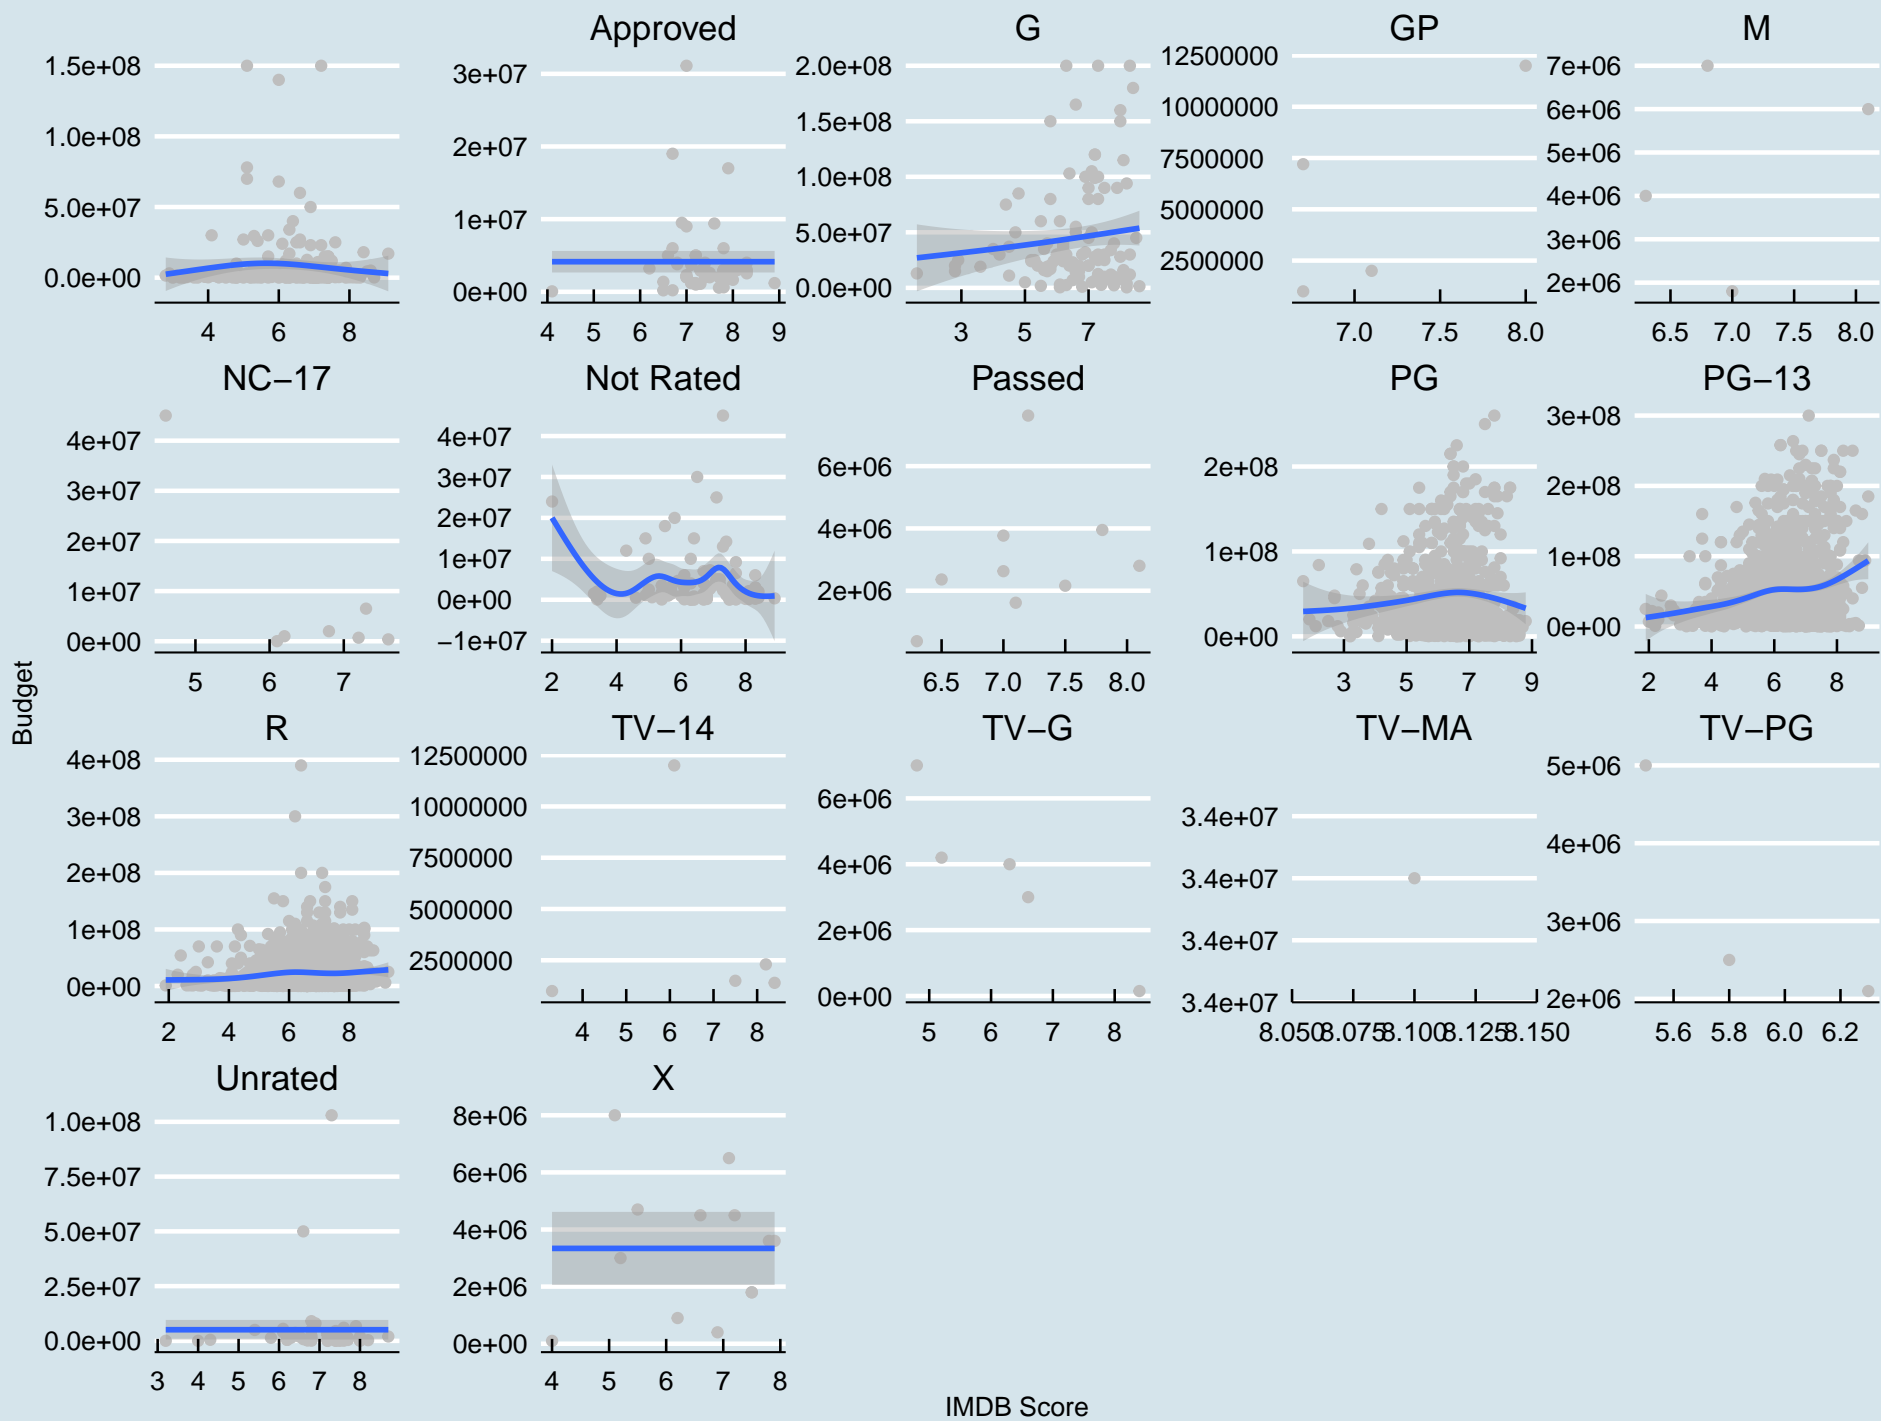 Approved G GP M
1.5e+08 1.0e+08 5.0e+07 0.0e+00
4 6 8
3e+07 2e+07 1e+07 0e+00
4 5 6 7 8 9
2.0e+08 1.5e+08 1.0e+08 5.0e+07 0.0e+00
3 5 7
12500000 10000000 7500000 5000000 2500000
7.0 7.5 8.0
7e+06 6e+06 5e+06 4e+06 3e+06 2e+06
6.5 7.0 7.5 8.0
NC−17 Not Rated Passed PG PG−13
4e+07 3e+07 2e+07 1e+07 0e+00
5 6 7
4e+07 3e+07 2e+07 1e+07 0e+00 −1e+07
2 4 6 8
6e+06 4e+06 2e+06
6.5 7.0 7.5 8.0
2e+08 1e+08 0e+00
3 5 7 9
3e+08 2e+08 1e+08 0e+00
2 4 6 8
Budget
R TV−14 TV−G TV−MA TV−PG
4e+08 3e+08 2e+08 1e+08 0e+00
2 4 6 8
12500000 10000000 7500000 5000000 2500000
4 5 6 7 8
6e+06 4e+06 2e+06 0e+00
5 6 7 8
3.4e+07 3.4e+07 3.4e+07 3.4e+07
8.050 8.075 8.100 8.125 8.150
5e+06 4e+06 3e+06 2e+06
5.6 5.8 6.0 6.2
Unrated X
1.0e+08 7.5e+07 5.0e+07 2.5e+07 0.0e+00
3 4 5 6 7 8
8e+06 6e+06 4e+06 2e+06 0e+00
4 5 6 7 8
IMDB Score